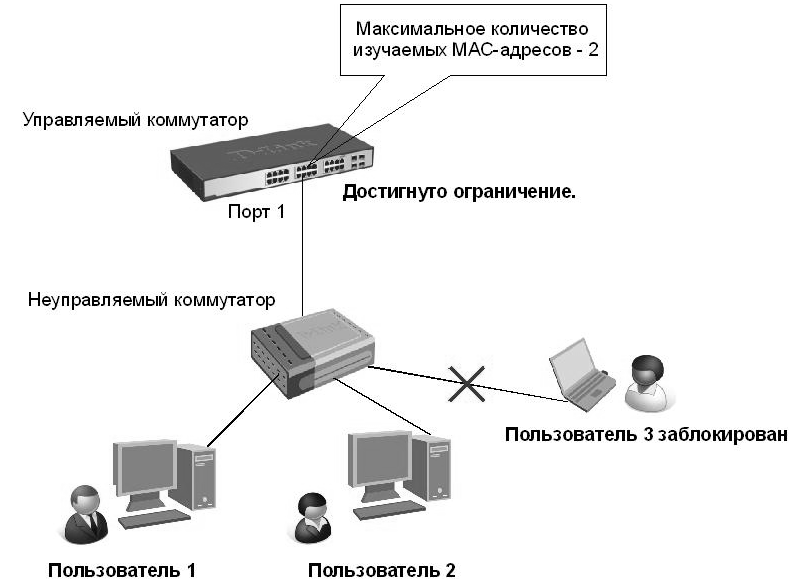 Максимальное количество
изучаемых MAC-адресов - 2
Управляемый коммутатор
D-Link
Достигнуто ограничение.
Порт 1
Неуправляемый коммутатор
Пользователь 3 заблокирован
Пользователь 1
Пользователь 2